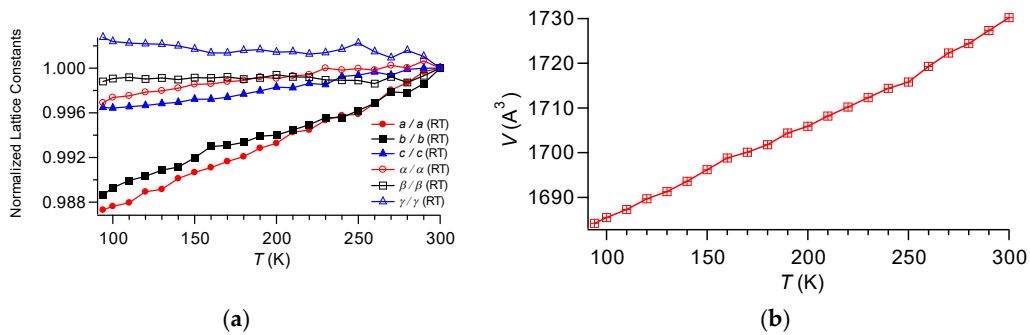 Normalized Lattice Constants
1.000
0.996
0.992
0.988
a / a (RT)
b / b (RT)
c / c (RT)
α / α (RT)
β / β (RT)
γ / γ (RT)
100
150
200
250
300
T (K)
(a)
V (A³)
1730
1720
1710
1700
1690
100
150
200
250
300
T (K)
(b)